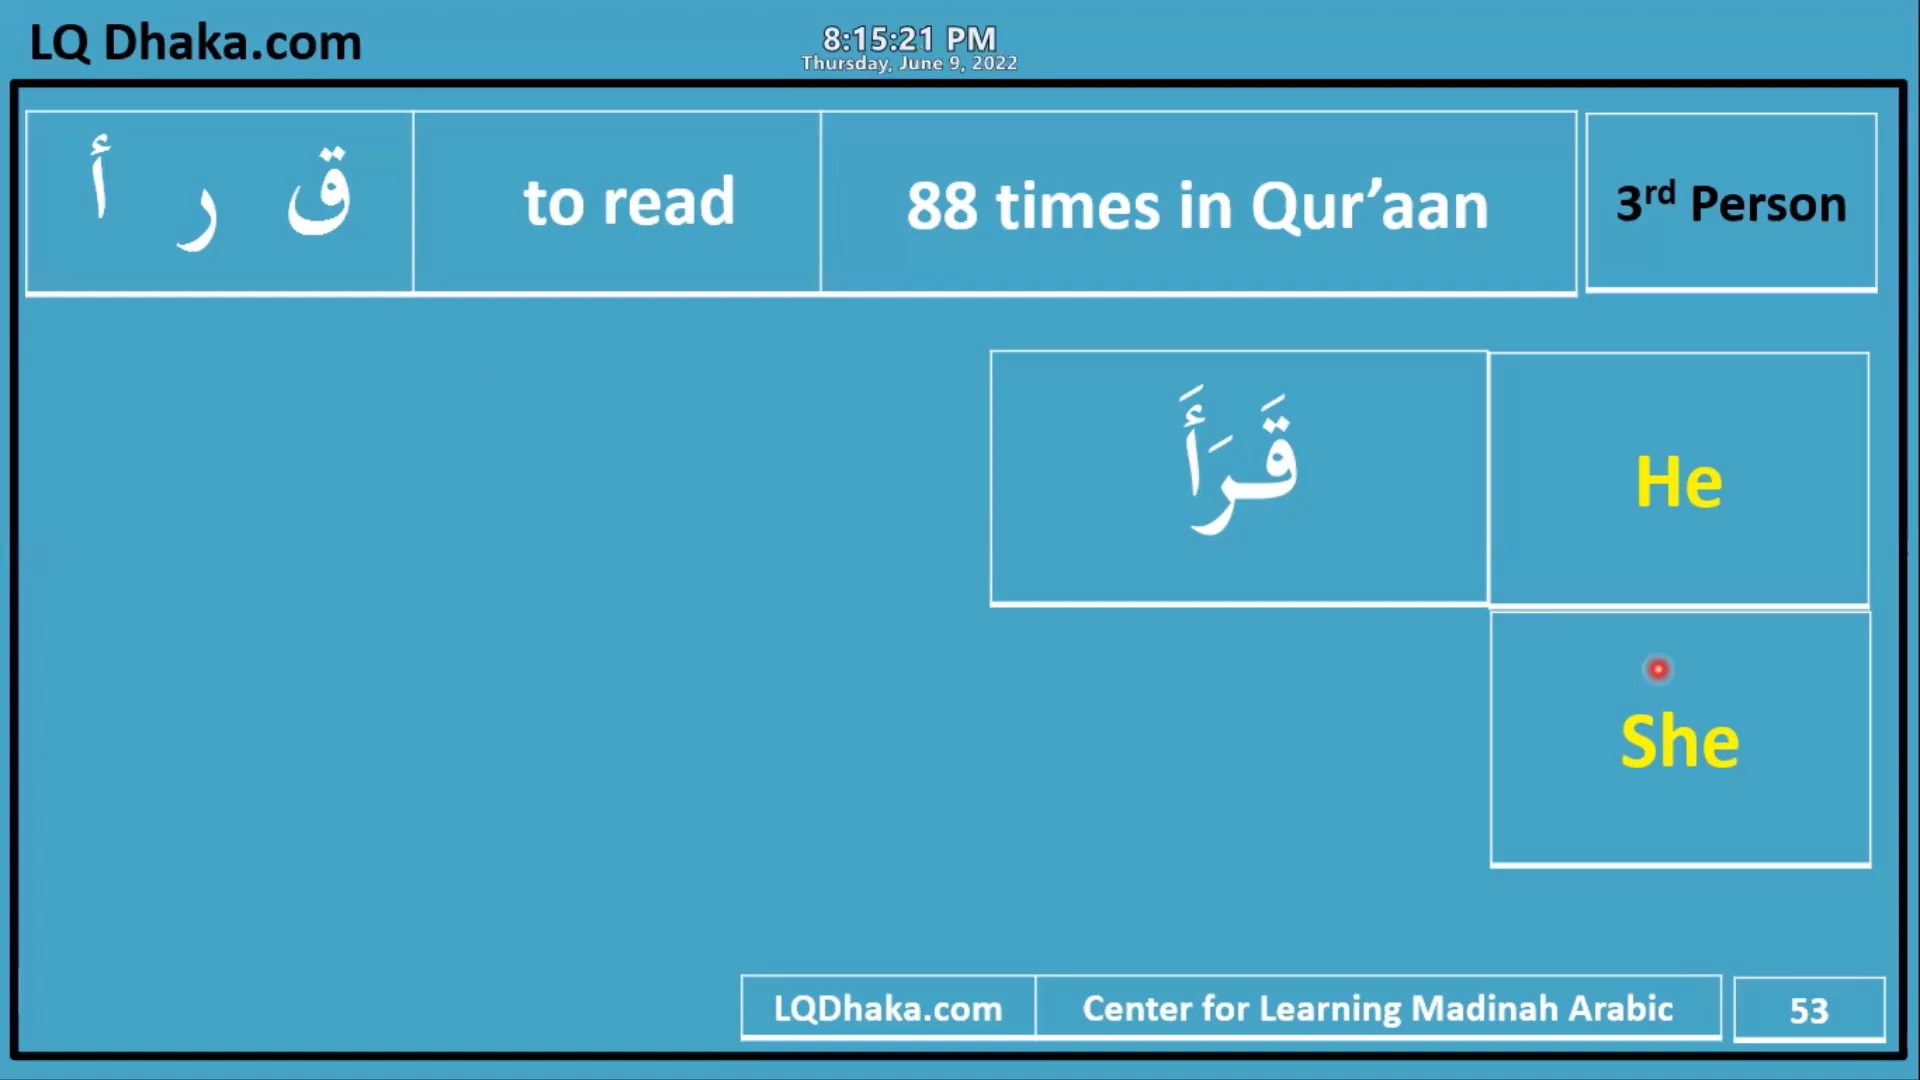 LQ Dhaka.com
8:15:21 PM
Thursday, June 9, 2022
ق ر أ
to read
88 times in Qur’aan
3rd Person
قَرَأَ
He
She
LQDhaka.com
Center for Learning Madinah Arabic
53